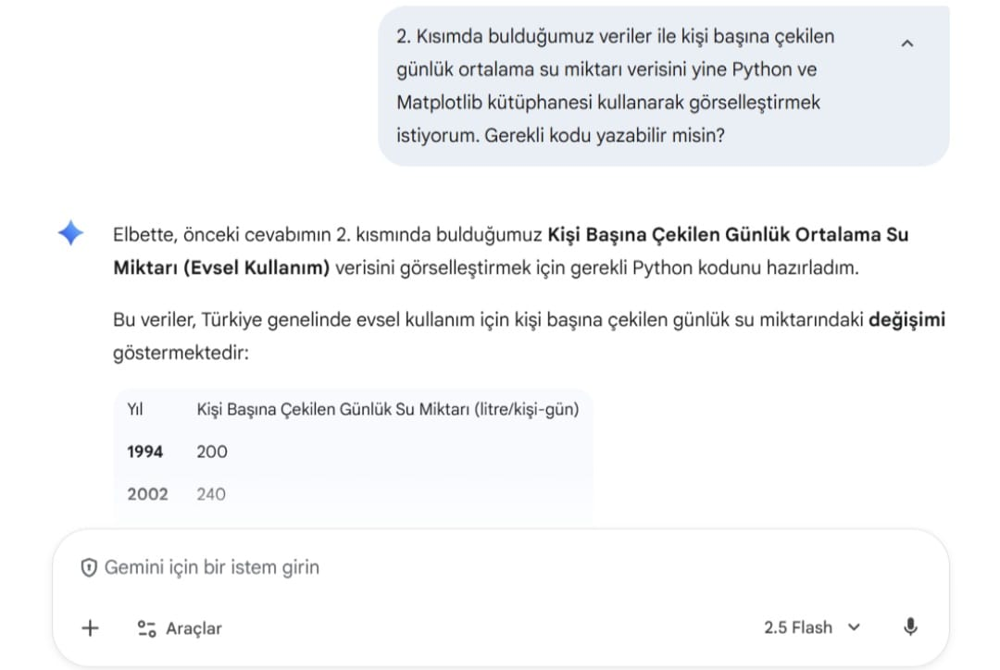 2. Kısımda bulduğumuz veriler ile kişi başına çekilen
günlük ortalama su miktarı verisini yine Python ve
Matplotlib kütüphanesi kullanarak görselleştirmek
istiyorum. Gerekli kodu yazabilir misin?
Elbette, önceki cevabımın 2. kısmında bulduğumuz Kişi Başına Çekilen Günlük Ortalama Su
Miktarı (Evsel Kullanım) verisini görselleştirmek için gerekli Python kodunu hazırladım.
Bu veriler, Türkiye genelinde evsel kullanım için kişi başına çekilen günlük su miktarındaki değişimi
göstermektedir:
Yıl Kişi Başına Çekilen Günlük Su Miktarı (litre/kişi-gün)
1994 200
2002 240
Gemini için bir istem girin
Araçlar 2.5 Flash